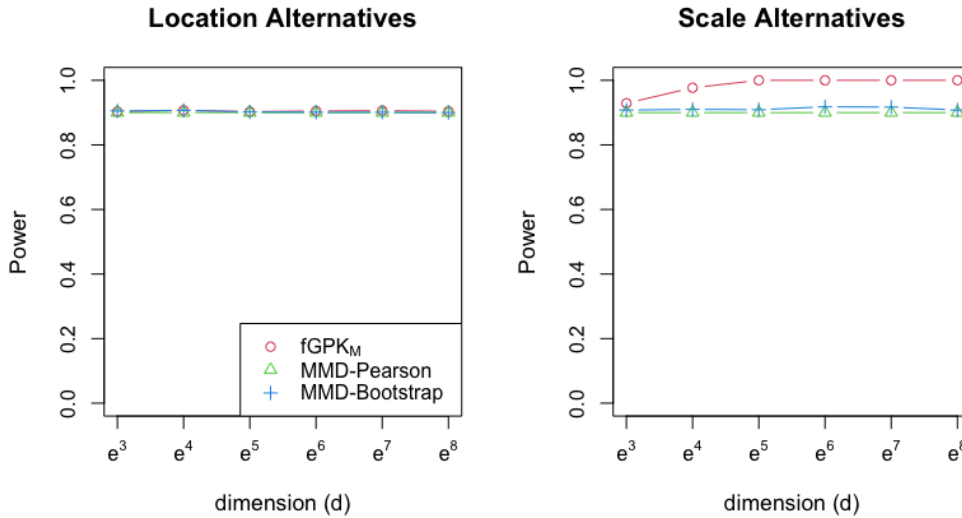 Location Alternatives
Power
1.0
0.8
0.6
0.4
0.2
0.0
fGPK_M
MMD-Pearson
MMD-Bootstrap
e^3 e^4 e^5 e^6 e^7 e^8
dimension (d)
Scale Alternatives
Power
1.0
0.8
0.6
0.4
0.2
0.0
e^3 e^4 e^5 e^6 e^7 e^8
dimension (d)